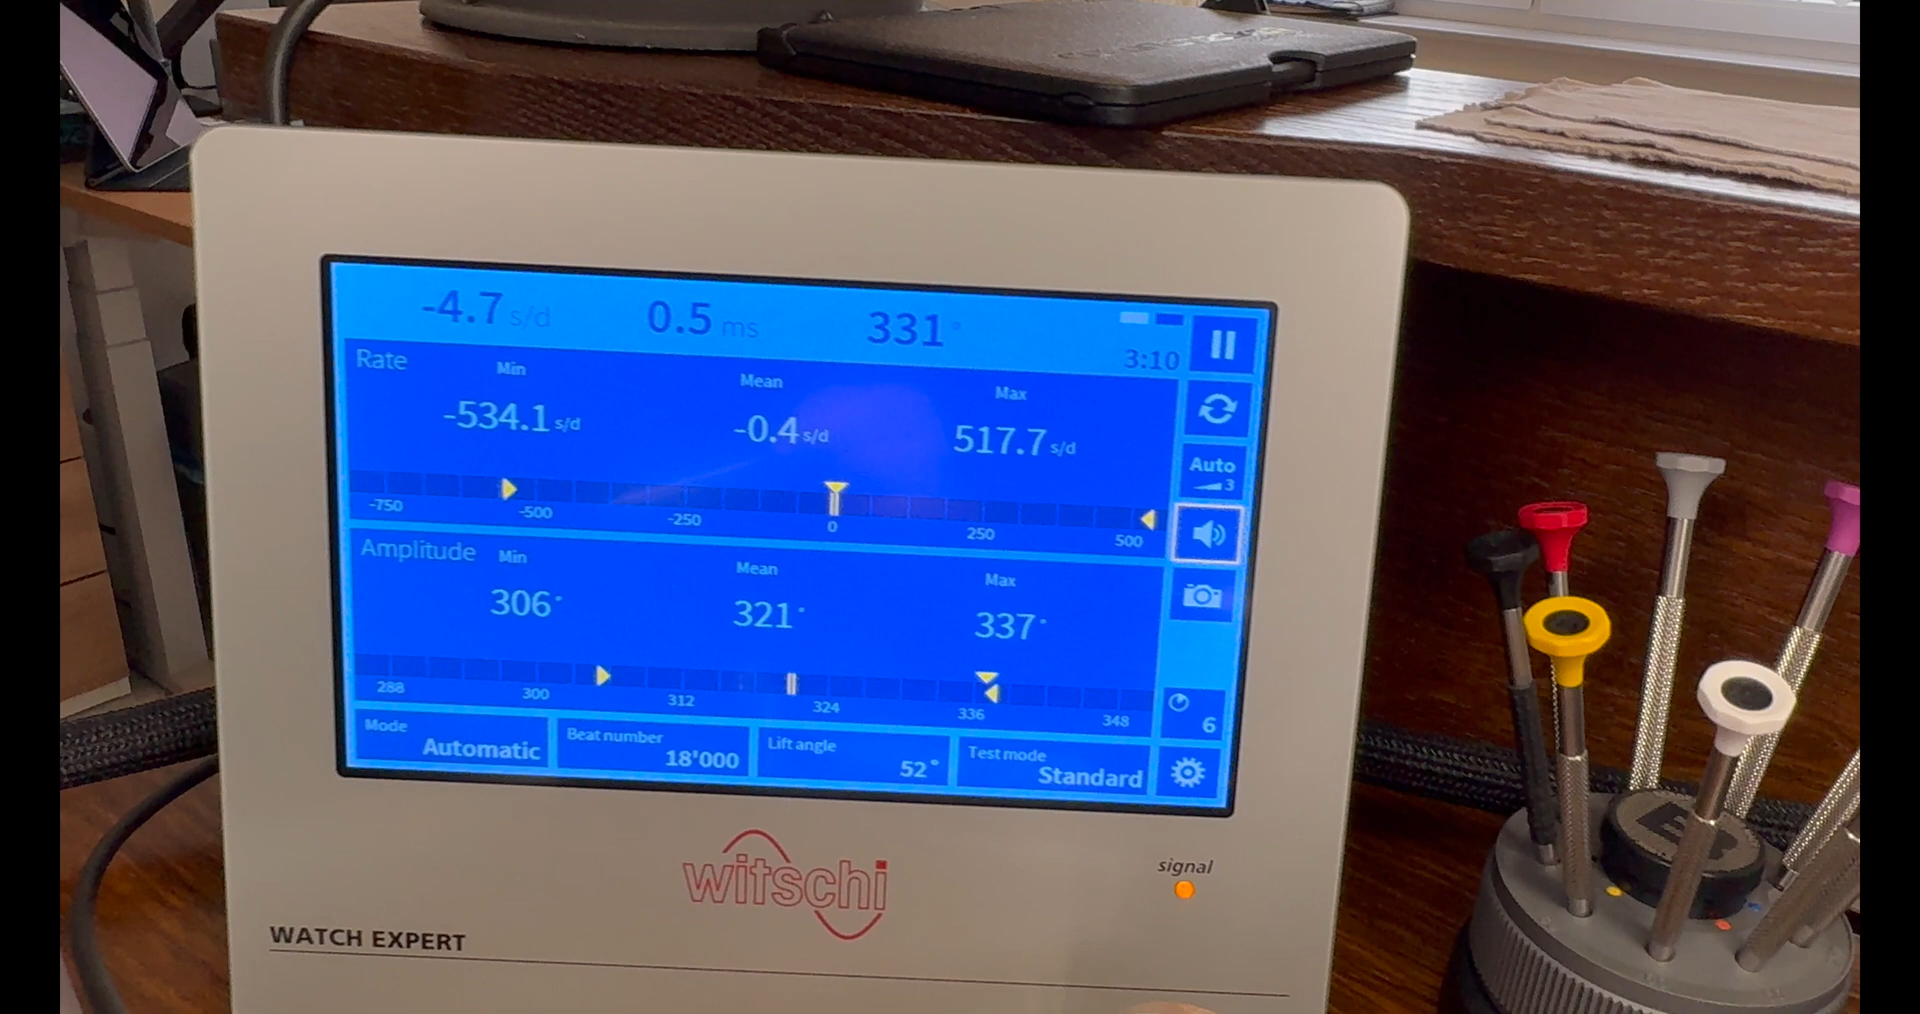 -4.7 s/d 0.5 ms 331°
3:10
Rate
Min Mean Max
-534.1 s/d -0.4 s/d 517.7 s/d
-750 -500 -250 0 250 500
Auto
3
Amplitude
Min Mean Max
306° 321° 337°
288 300 312 324 336 348
6
Mode
Automatic
Beat number
18'000
Lift angle
52°
Test mode
Standard
witschi
signal
WATCH EXPERT